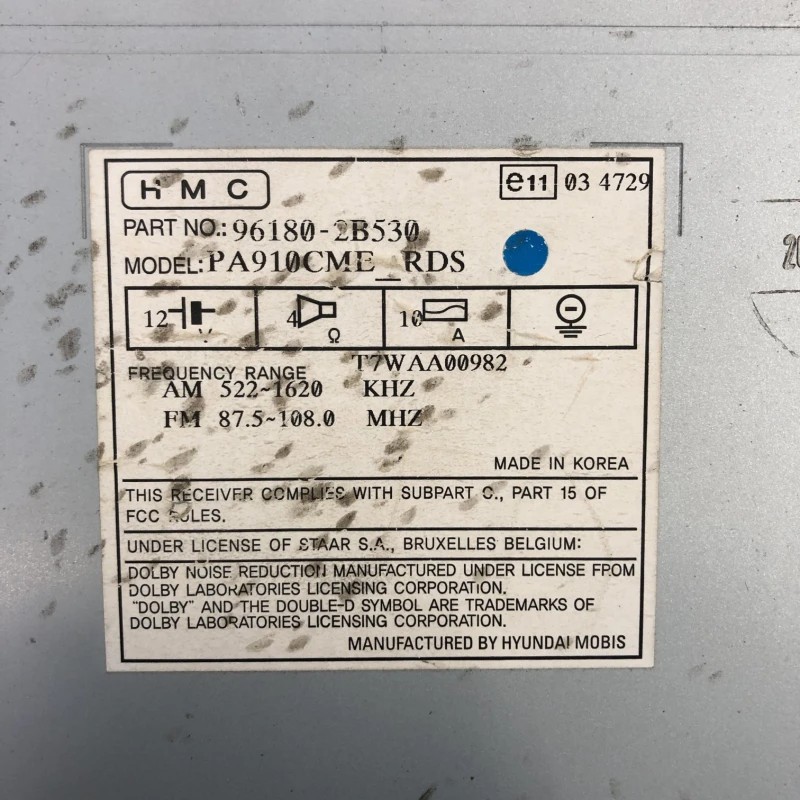 HMC
e11 03 4729
PART NO.: 96180-2B530
MODEL: PA910CME_RDS
12 V
4 Ω
10 A
FREQUENCY RANGE T7WAA00982
AM 522~1620 KHZ
FM 87.5~108.0 MHZ
MADE IN KOREA
THIS RECEIVER COMPLIES WITH SUBPART C., PART 15 OF
FCC RULES.
UNDER LICENSE OF STAAR S.A., BRUXELLES BELGIUM:
DOLBY NOISE REDUCTION MANUFACTURED UNDER LICENSE FROM
DOLBY LABORATORIES LICENSING CORPORATION.
"DOLBY" AND THE DOUBLE-D SYMBOL ARE TRADEMARKS OF
DOLBY LABORATORIES LICENSING CORPORATION.
MANUFACTURED BY HYUNDAI MOBIS